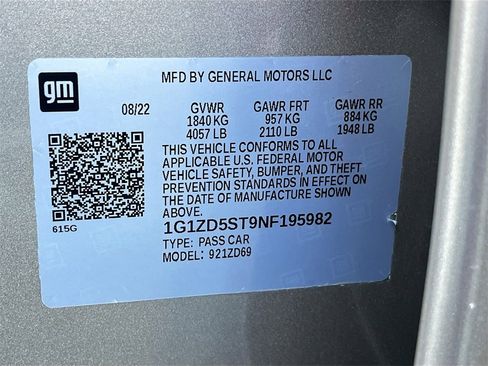 gm
MFD BY GENERAL MOTORS LLC
08/22 GVWR GAWR FRT GAWR RR
1840 KG 957 KG 884 KG
4057 LB 2110 LB 1948 LB
THIS VEHICLE CONFORMS TO ALL
APPLICABLE U.S. FEDERAL MOTOR
VEHICLE SAFETY, BUMPER, AND THEFT
PREVENTION STANDARDS IN EFFECT ON
THE DATE OF MANUFACTURE SHOWN
ABOVE.
615G 1G1ZD5ST9NF195982
TYPE: PASS CAR
MODEL: 921ZD69